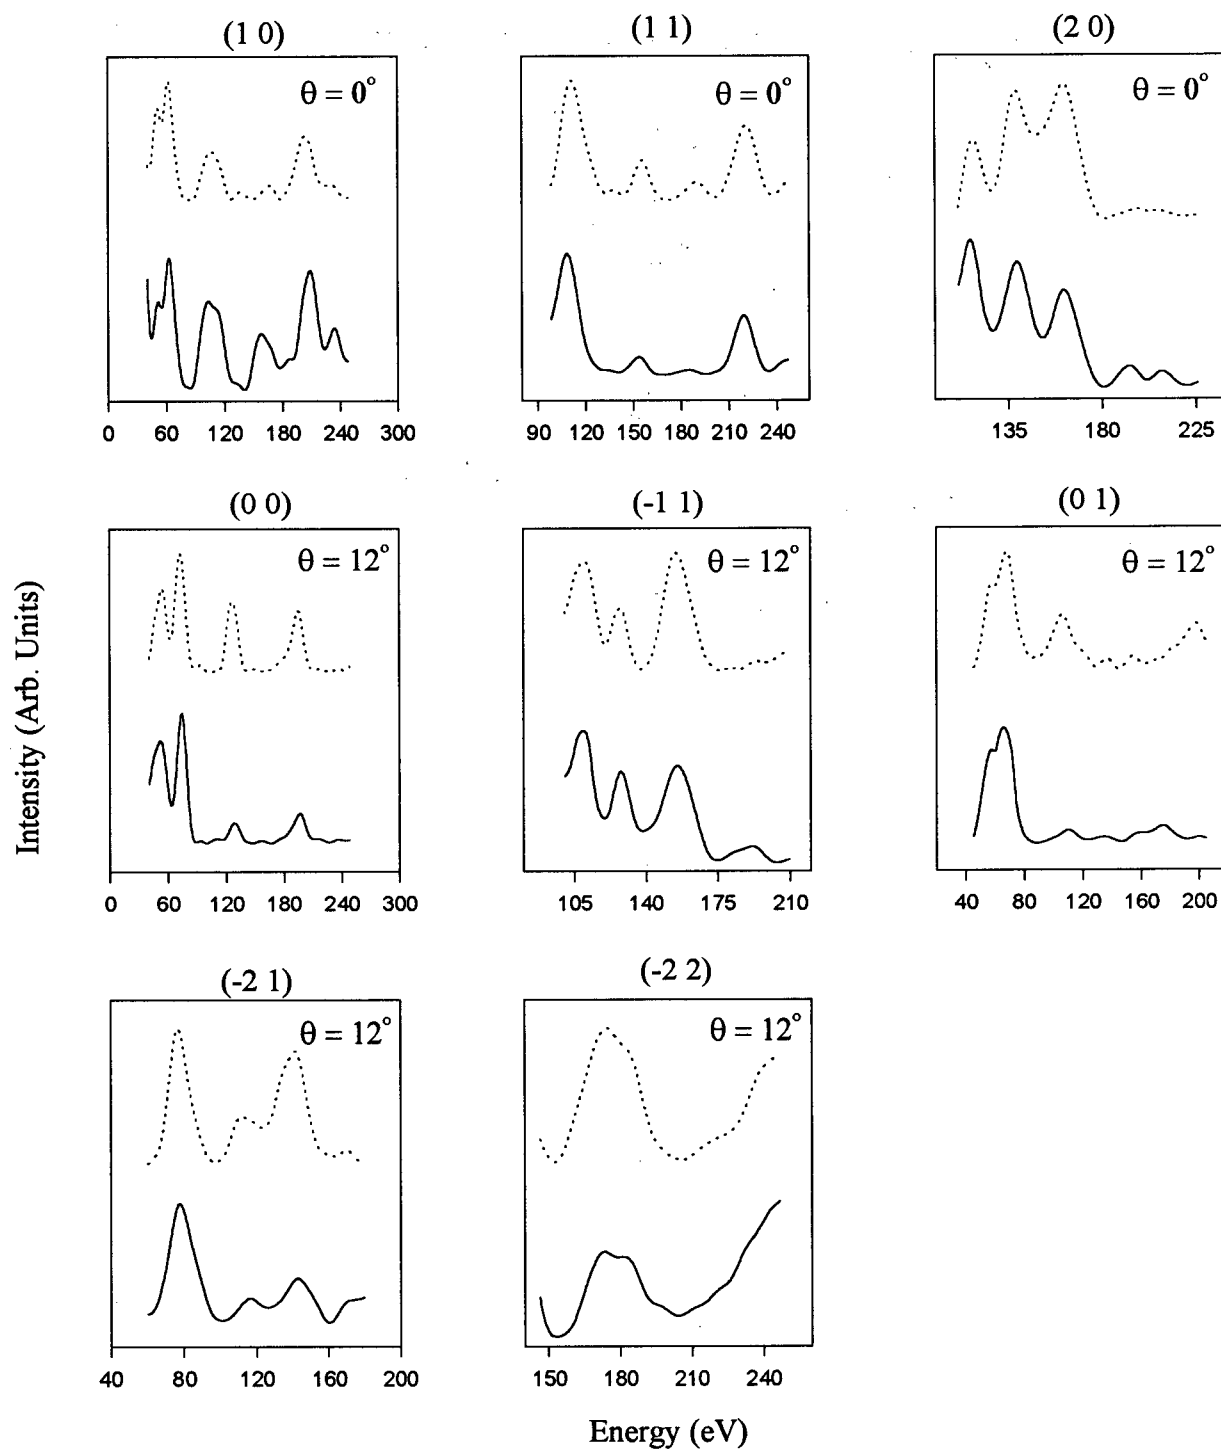 (1 0)
(1 1)
(2 0)
θ = 0°
θ = 0°
θ = 0°
0 60 120 180 240 300
90 120 150 180 210 240
135 180 225
(0 0)
(-1 1)
(0 1)
θ = 12°
θ = 12°
θ = 12°
0 60 120 180 240 300
105 140 175 210
40 80 120 160 200
Intensity (Arb. Units)
(-2 1)
(-2 2)
θ = 12°
θ = 12°
40 80 120 160 200
150 180 210 240
Energy (eV)